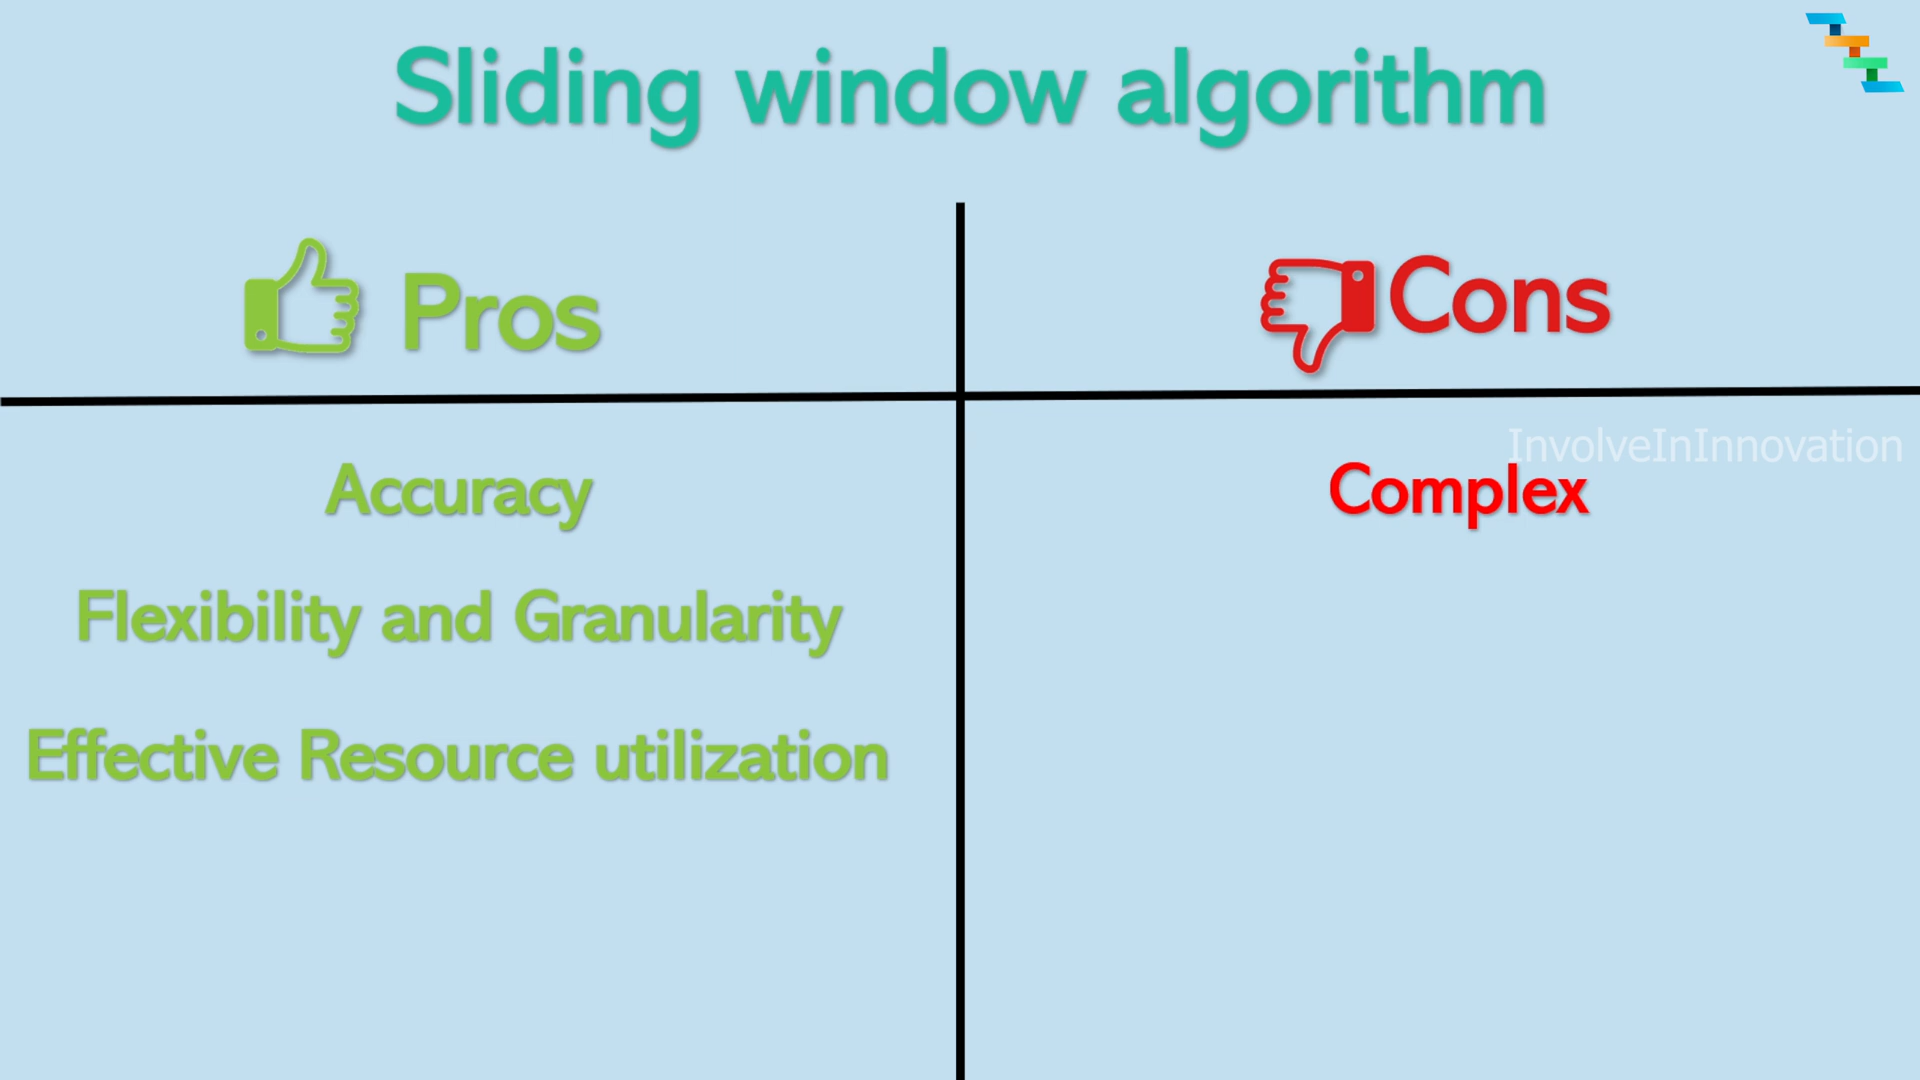 Sliding window algorithm
Pros
Cons
InvolveInInnovation
Accuracy
Complex
Flexibility and Granularity
Effective Resource utilization